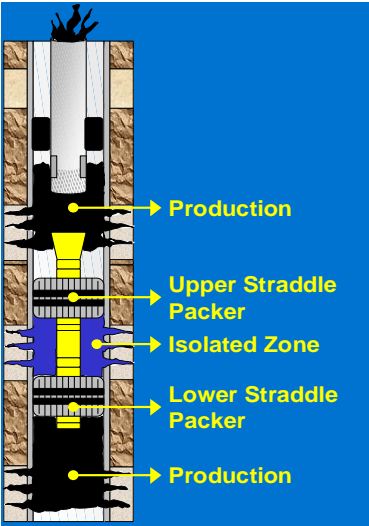 Production
Upper Straddle
Packer
Isolated Zone
Lower Straddle
Packer
Production